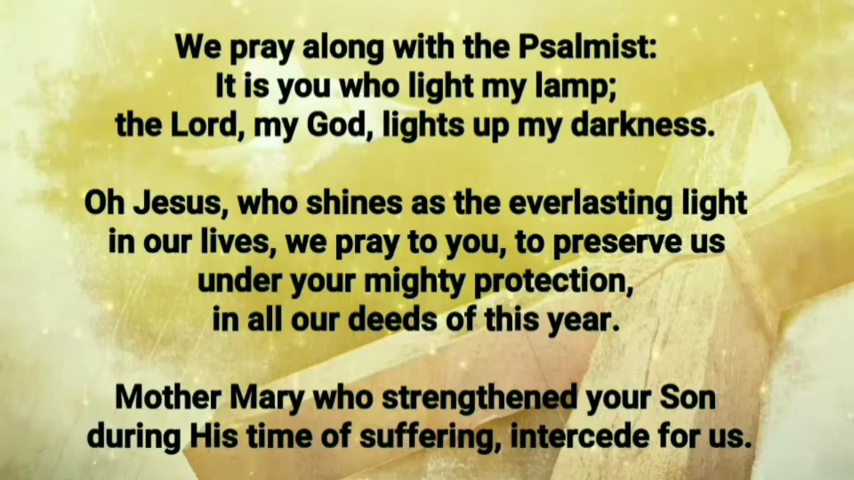 We pray along with the Psalmist:
It is you who light my lamp;
the Lord, my God, lights up my darkness.
Oh Jesus, who shines as the everlasting light
in our lives, we pray to you, to preserve us
under your mighty protection,
in all our deeds of this year.
Mother Mary who strengthened your Son
during His time of suffering, intercede for us.